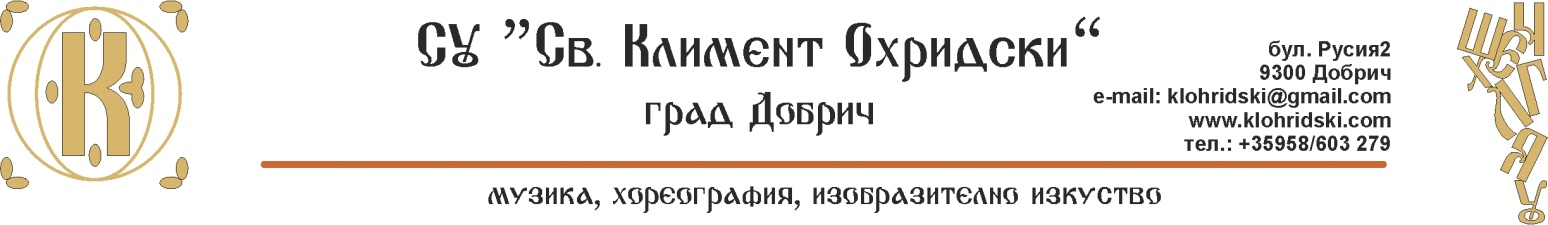 К
СУ ”Св. Климент Охридски“
град Добрич
бул. Русия2
9300 Добрич
e-mail: klohridski@gmail.com
www.klohridski.com
тел.: +35958/603 279
музика, хореография, изобразително изкуство